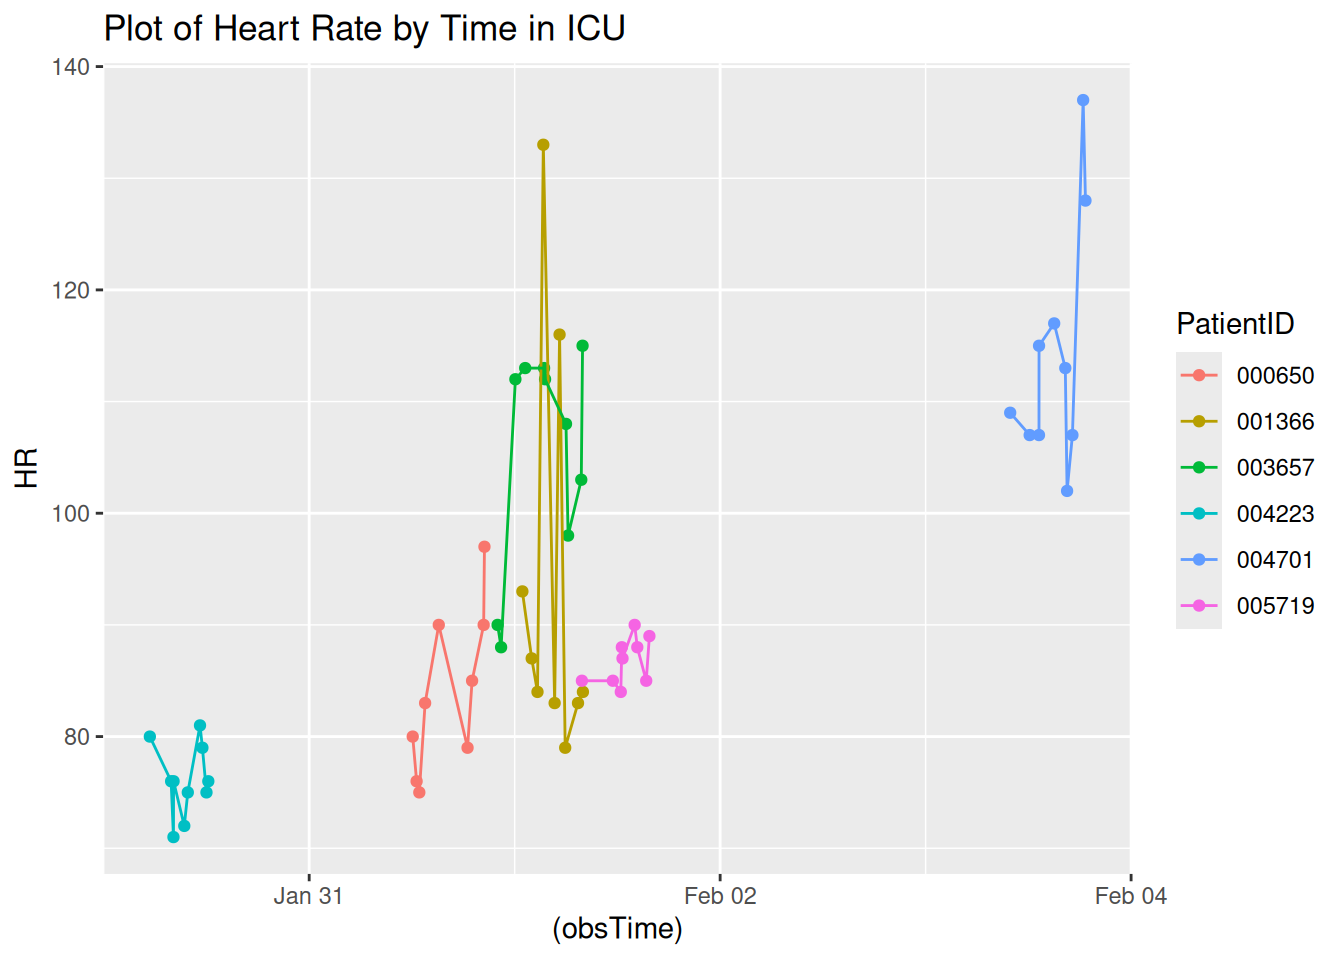 Plot of Heart Rate by Time in ICU
140
120
100
80
HR
Jan 31
Feb 02
Feb 04
(obsTime)
PatientID
000650
001366
003657
004223
004701
005719